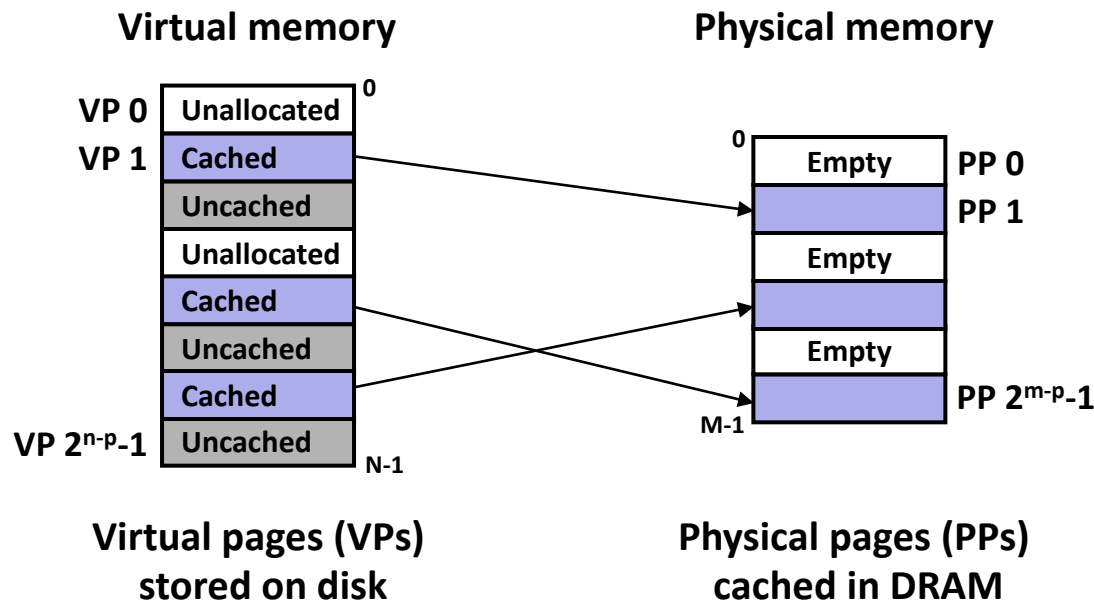 Virtual memory
Physical memory
0
VP 0 Unallocated
VP 1 Cached
Uncached
Unallocated
Cached
Uncached
Cached
VP 2ⁿ⁻ᵖ-1 Uncached
N-1
0
Empty PP 0
PP 1
Empty
Empty
PP 2ᵐ⁻ᵖ-1
M-1
Virtual pages (VPs)
stored on disk
Physical pages (PPs)
cached in DRAM